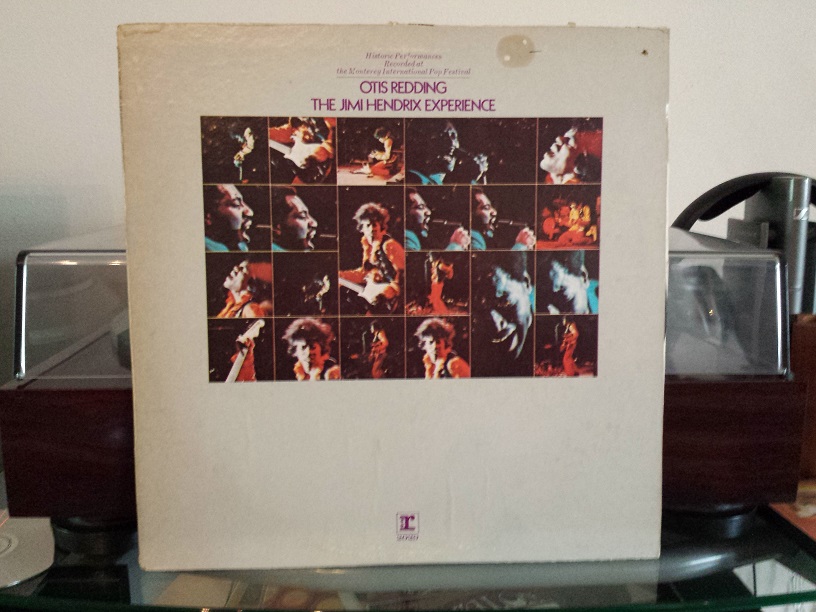 Historic Performances
Recorded at
the Monterey International Pop Festival
OTIS REDDING
THE JIMI HENDRIX EXPERIENCE
r